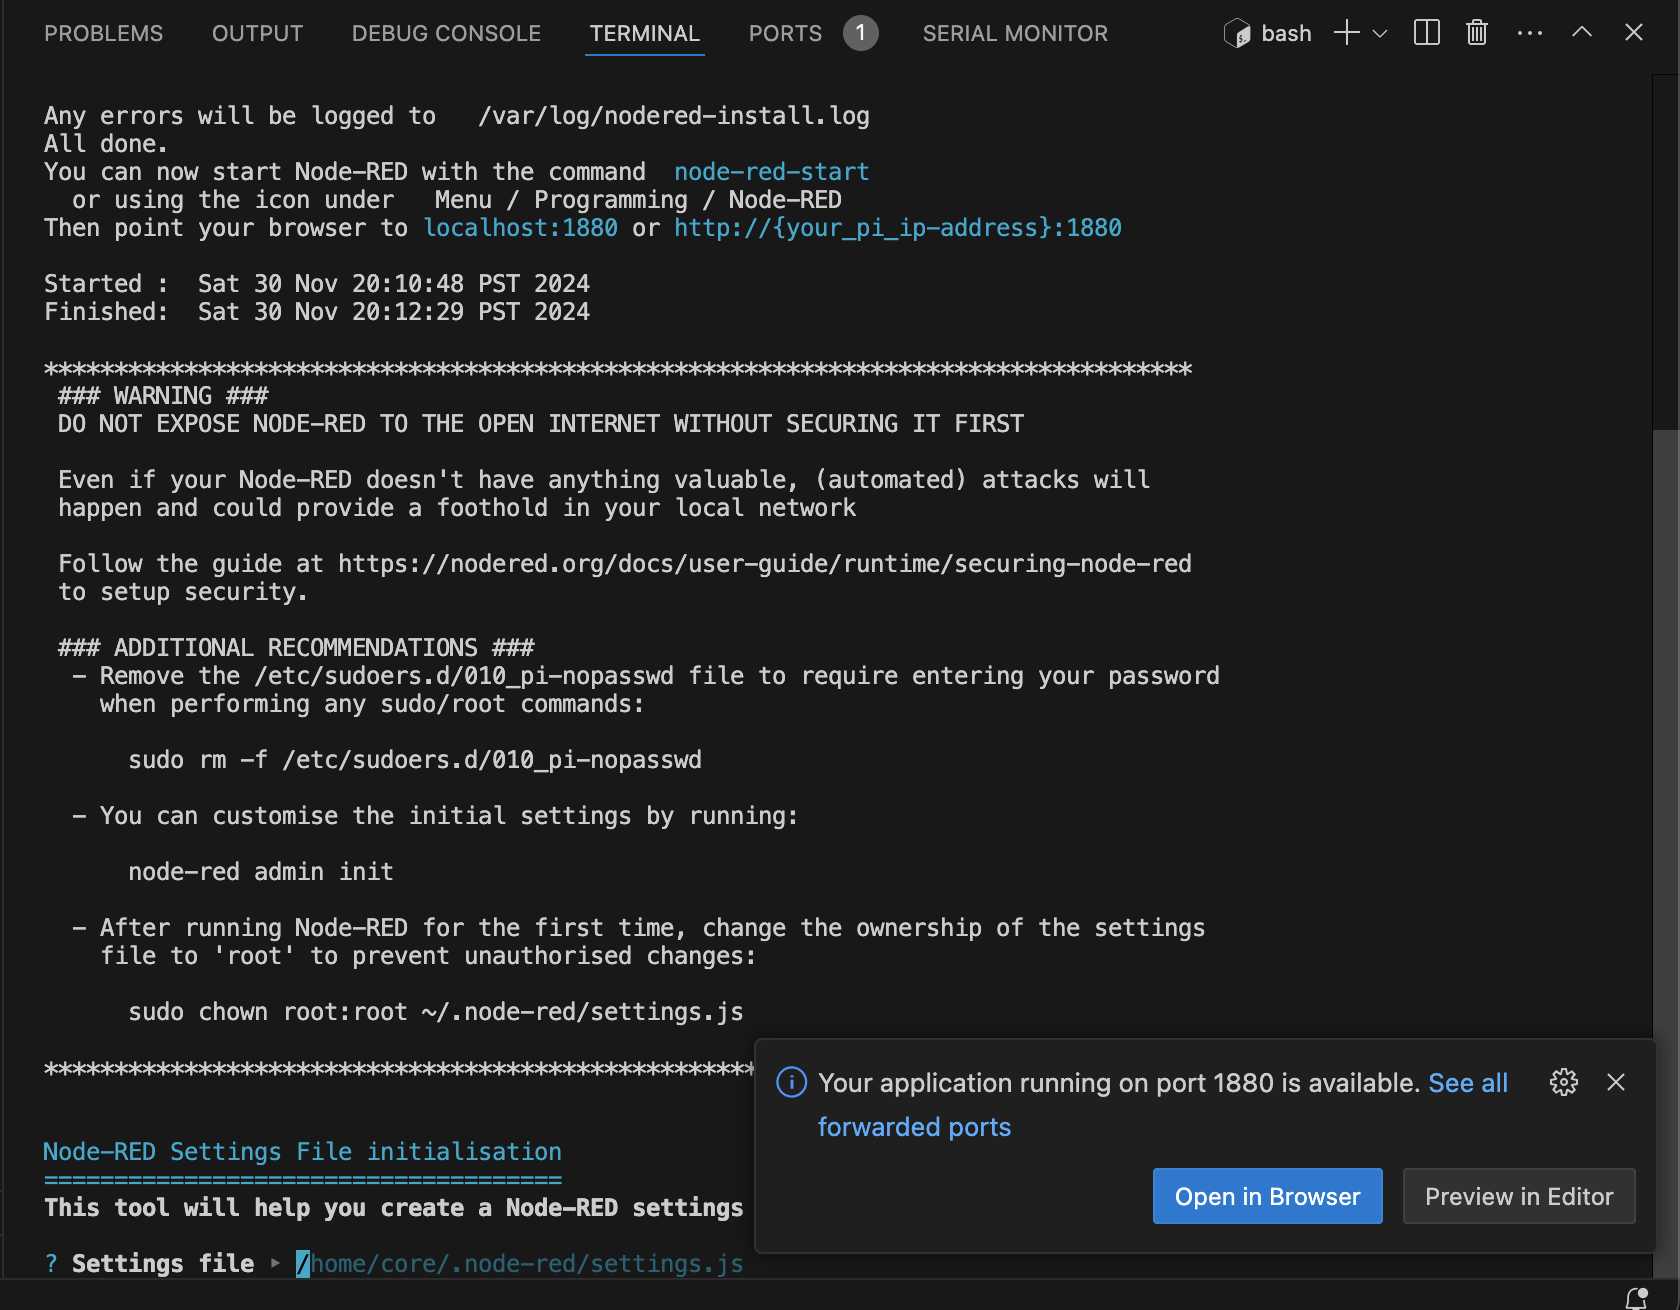 PROBLEMS OUTPUT DEBUG CONSOLE TERMINAL PORTS 1 SERIAL MONITOR bash
Any errors will be logged to /var/log/nodered-install.log
All done.
You can now start Node-RED with the command node-red-start
or using the icon under Menu / Programming / Node-RED
Then point your browser to localhost:1880 or http://{your_pi_ip-address}:1880
Started : Sat 30 Nov 20:10:48 PST 2024
Finished: Sat 30 Nov 20:12:29 PST 2024
**********************************************************************************
### WARNING ###
DO NOT EXPOSE NODE-RED TO THE OPEN INTERNET WITHOUT SECURING IT FIRST
Even if your Node-RED doesn't have anything valuable, (automated) attacks will
happen and could provide a foothold in your local network
Follow the guide at https://nodered.org/docs/user-guide/runtime/securing-node-red
to setup security.
### ADDITIONAL RECOMMENDATIONS ###
- Remove the /etc/sudoers.d/010_pi-nopasswd file to require entering your password
when performing any sudo/root commands:
sudo rm -f /etc/sudoers.d/010_pi-nopasswd
- You can customise the initial settings by running:
node-red admin init
- After running Node-RED for the first time, change the ownership of the settings
file to 'root' to prevent unauthorised changes:
sudo chown root:root ~/.node-red/settings.js
***************************************************
Node-RED Settings File initialisation
=====================================
This tool will help you create a Node-RED settings
? Settings file ▸ /home/core/.node-red/settings.js
Your application running on port 1880 is available. See all
forwarded ports
Open in Browser Preview in Editor